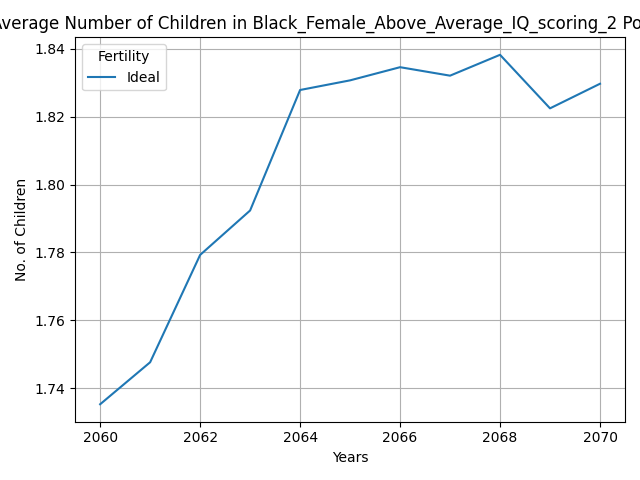 Average Number of Children in Black_Female_Above_Average_IQ_scoring_2 Po
Fertility
Ideal
No. of Children
1.84
1.82
1.80
1.78
1.76
1.74
2060 2062 2064 2066 2068 2070
Years